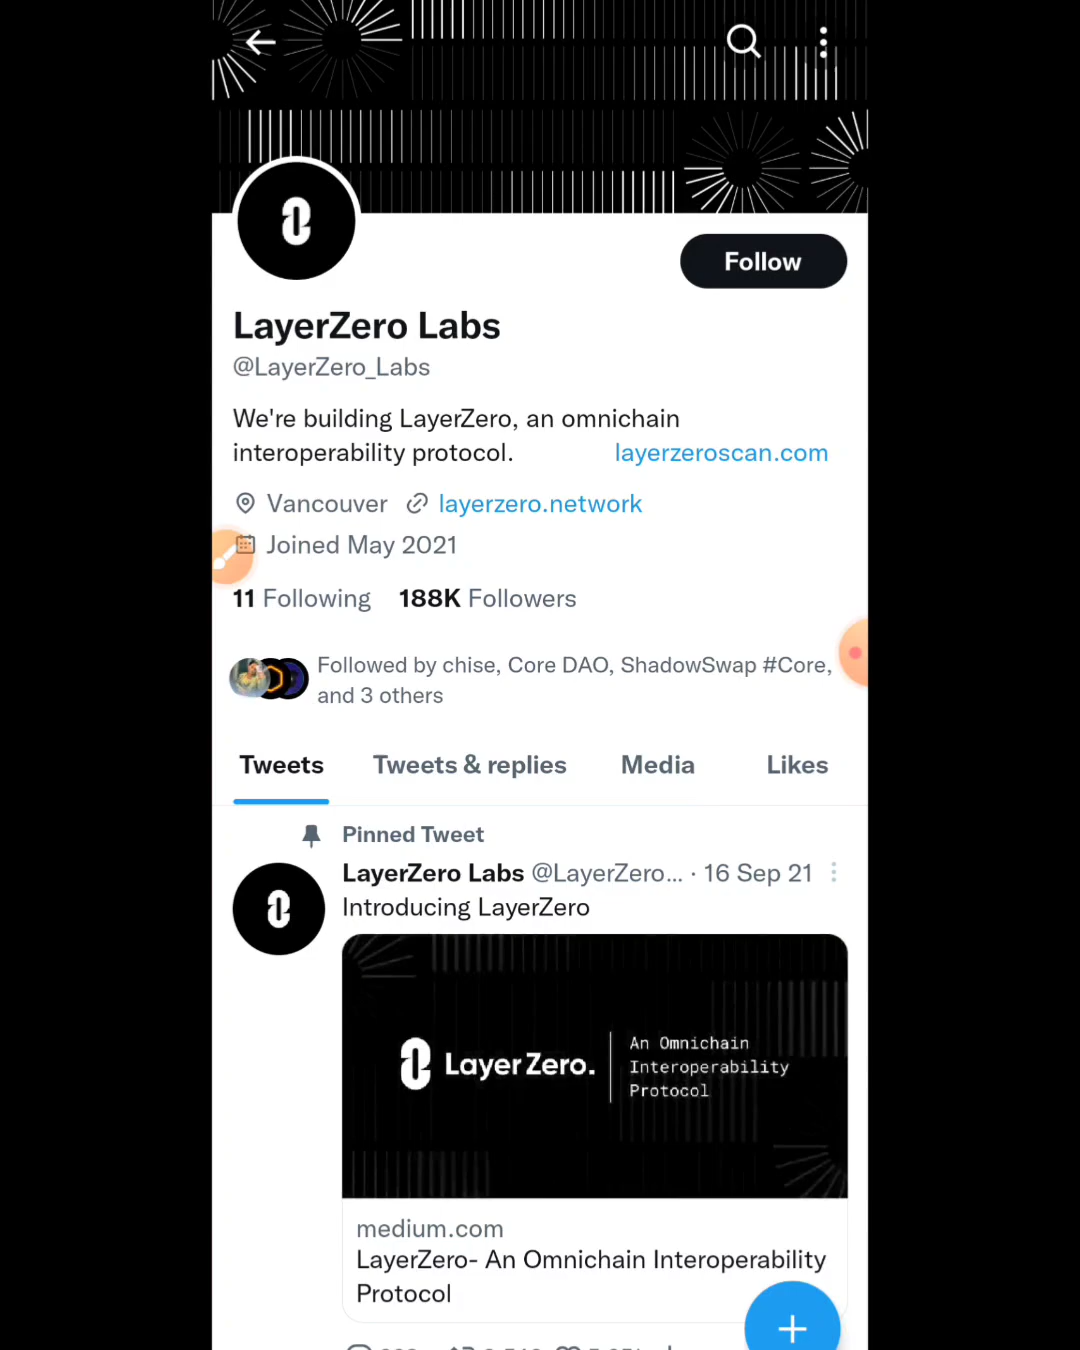 Follow
LayerZero Labs
@LayerZero_Labs
We're building LayerZero, an omnichain
interoperability protocol. layerzeroscan.com
Vancouver layerzero.network
Joined May 2021
11 Following 188K Followers
Followed by chise, Core DAO, ShadowSwap #Core,
and 3 others
Tweets Tweets & replies Media Likes
Pinned Tweet
LayerZero Labs @LayerZero... · 16 Sep 21
Introducing LayerZero
LayerZero.
An Omnichain
Interoperability
Protocol
medium.com
LayerZero- An Omnichain Interoperability
Protocol